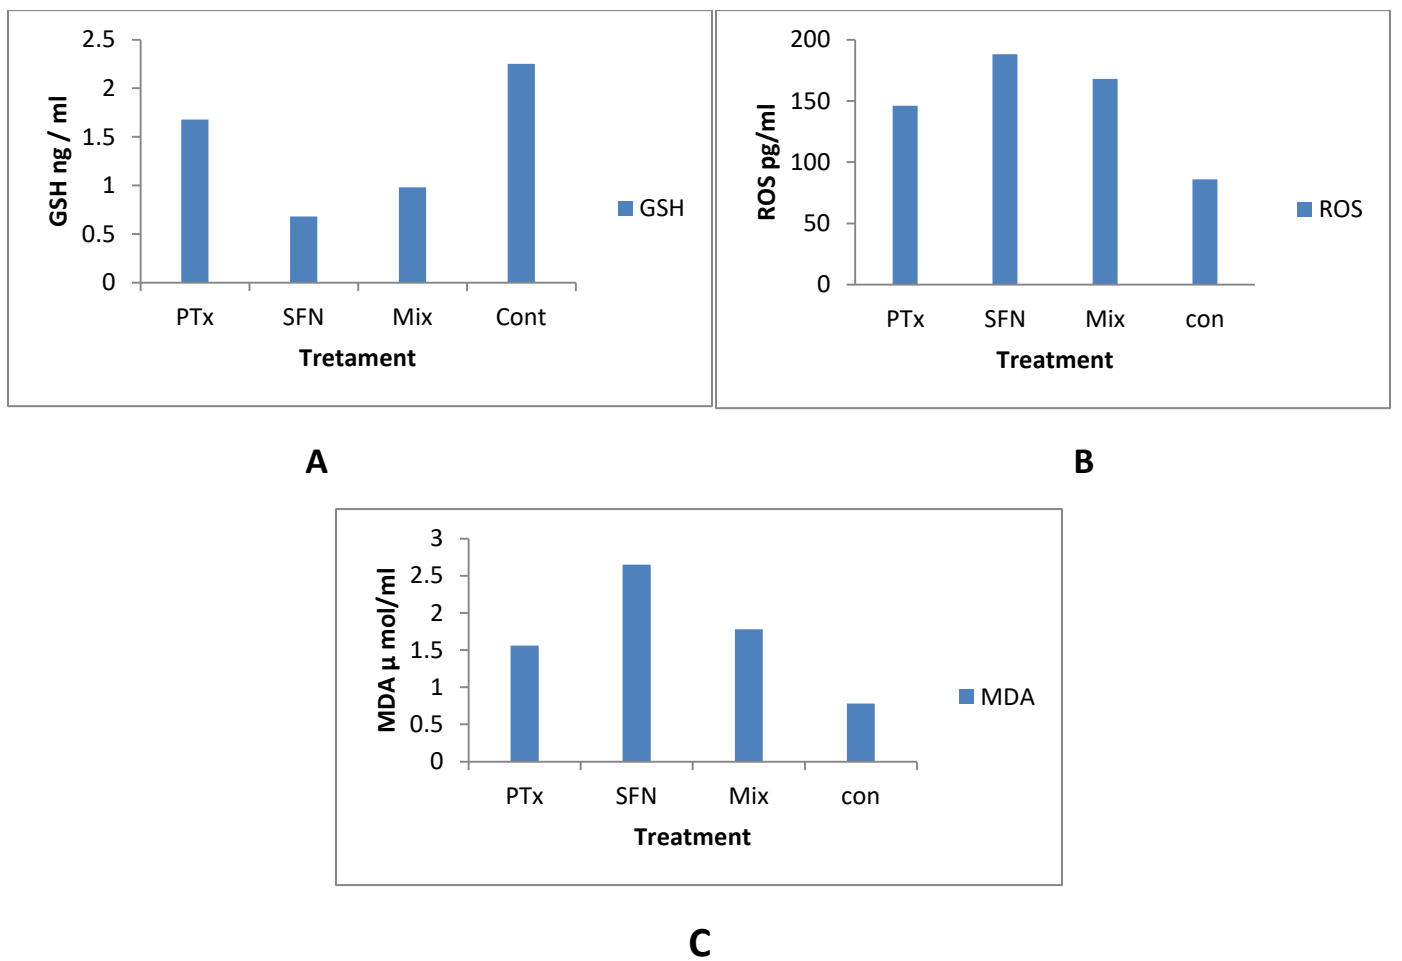 2.5
2
1.5
1
0.5
0
GSH ng / ml
PTx SFN Mix Cont
Tretament
GSH
A
200
150
100
50
0
ROS pg/ml
PTx SFN Mix con
Treatment
ROS
B
3
2.5
2
1.5
1
0.5
0
MDA µ mol/ml
PTx SFN Mix con
Treatment
MDA
C